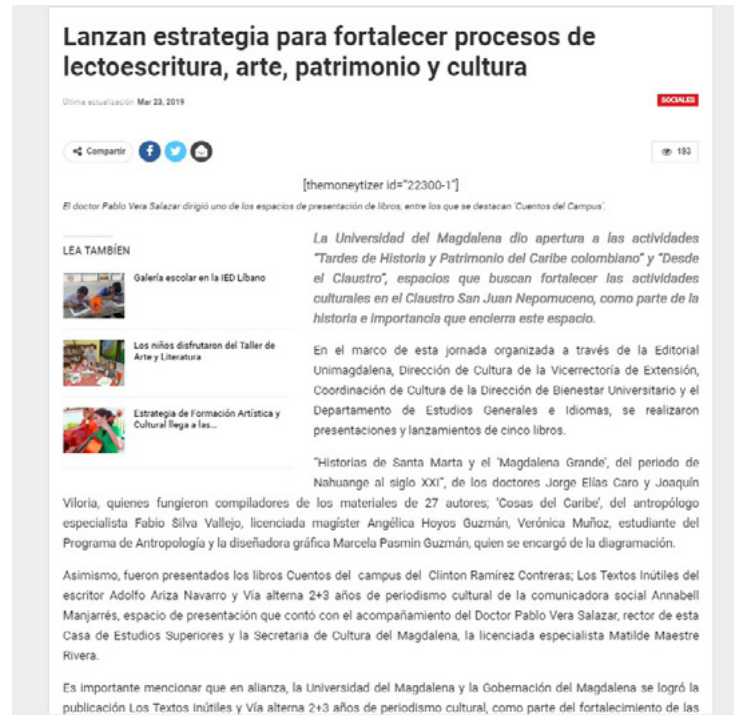 Lanzan estrategia para fortalecer procesos de
lectoescritura, arte, patrimonio y cultura
Última actualización Mar 23, 2019
SOCIALES
Compartir
193
[themoneytizer id="22300-1"]
El doctor Pablo Vera Salazar dirigió uno de los espacios de presentación de libros, entre los que se destacan 'Cuentos del Campus'.
LEA TAMBÍEN
Galería escolar en la IED Líbano
Los niños disfrutaron del Taller de
Arte y Literatura
Estrategia de Formación Artística y
Cultural llega a las...
La Universidad del Magdalena dio apertura a las actividades
"Tardes de Historia y Patrimonio del Caribe colombiano" y "Desde
el Claustro", espacios que buscan fortalecer las actividades
culturales en el Claustro San Juan Nepomuceno, como parte de la
historia e importancia que encierra este espacio.
En el marco de esta jornada organizada a través de la Editorial
Unimagdalena, Dirección de Cultura de la Vicerrectoría de Extensión,
Coordinación de Cultura de la Dirección de Bienestar Universitario y el
Departamento de Estudios Generales e Idiomas, se realizaron
presentaciones y lanzamientos de cinco libros.
"Historias de Santa Marta y el 'Magdalena Grande', del periodo de
Nahuange al siglo XXI", de los doctores Jorge Elías Caro y Joaquín
Viloria, quienes fungieron compiladores de los materiales de 27 autores; 'Cosas del Caribe', del antropólogo
especialista Fabio Silva Vallejo, licenciada magíster Angélica Hoyos Guzmán, Verónica Muñoz, estudiante del
Programa de Antropología y la diseñadora gráfica Marcela Pasmin Guzmán, quien se encargó de la diagramación.
Asimismo, fueron presentados los libros Cuentos del campus del Clinton Ramírez Contreras; Los Textos Inútiles del
escritor Adolfo Ariza Navarro y Vía alterna 2+3 años de periodismo cultural de la comunicadora social Annabell
Manjarrés, espacio de presentación que contó con el acompañamiento del Doctor Pablo Vera Salazar, rector de esta
Casa de Estudios Superiores y la Secretaria de Cultura del Magdalena, la licenciada especialista Matilde Maestre
Rivera.
Es importante mencionar que en alianza, la Universidad del Magdalena y la Gobernación del Magdalena se logró la
publicación Los Textos Inútiles y Vía alterna 2+3 años de periodismo cultural, como parte del fortalecimiento de las